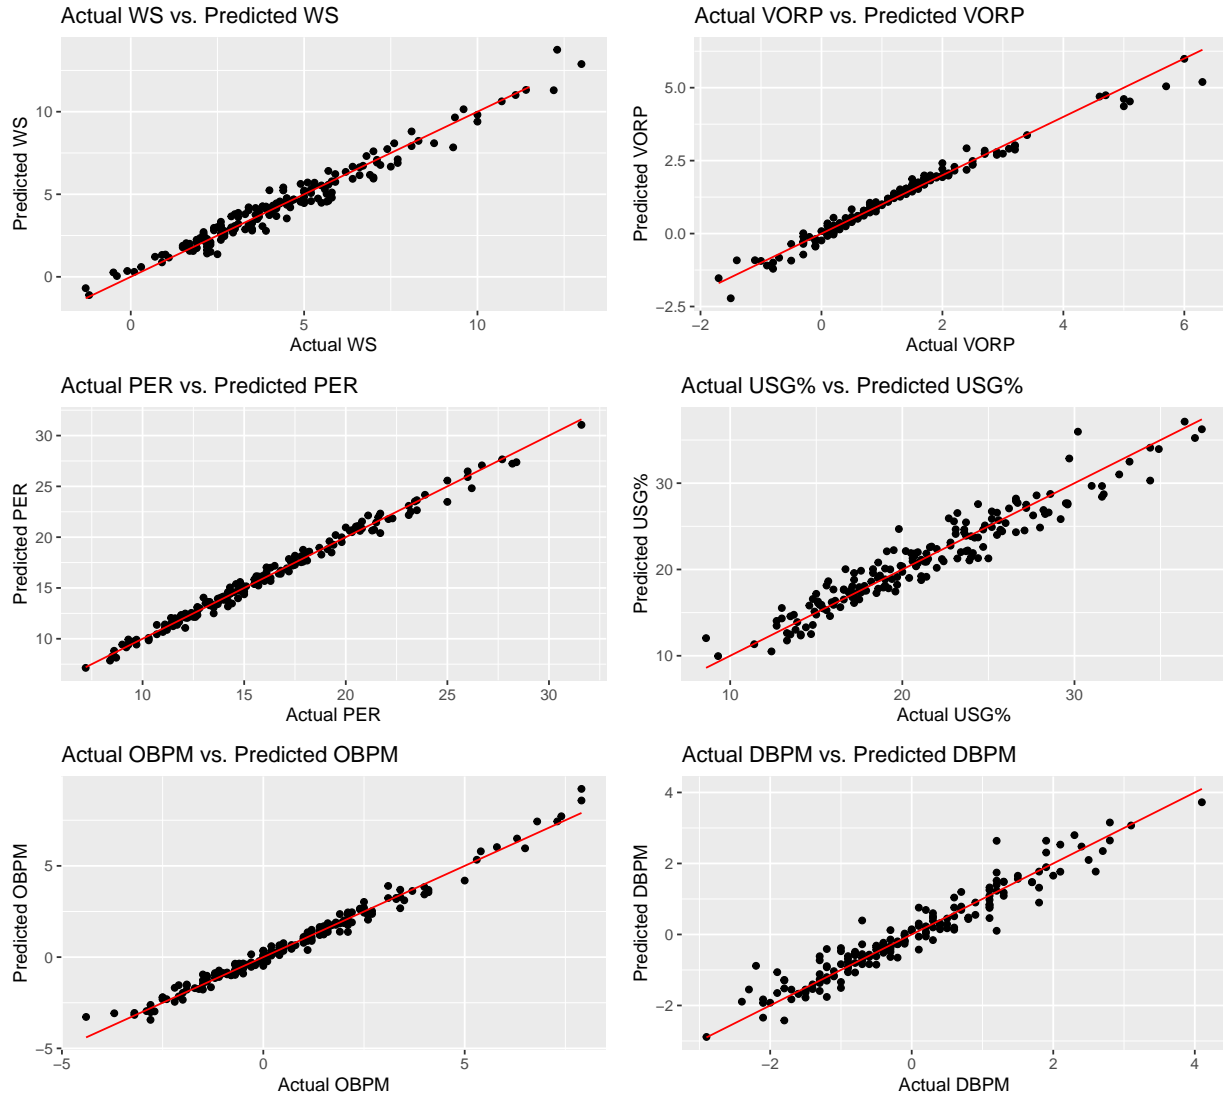 Actual WS vs. Predicted WS
Predicted WS
10
5
0
0
5
10
Actual WS
Actual VORP vs. Predicted VORP
Predicted VORP
5.0
2.5
0.0
−2.5
−2
0
2
4
6
Actual VORP
Actual PER vs. Predicted PER
Predicted PER
30
25
20
15
10
10
15
20
25
30
Actual PER
Actual USG% vs. Predicted USG%
Predicted USG%
30
20
10
10
20
30
Actual USG%
Actual OBPM vs. Predicted OBPM
Predicted OBPM
5
0
−5
−5
0
5
Actual OBPM
Actual DBPM vs. Predicted DBPM
Predicted DBPM
4
2
0
−2
−2
0
2
4
Actual DBPM